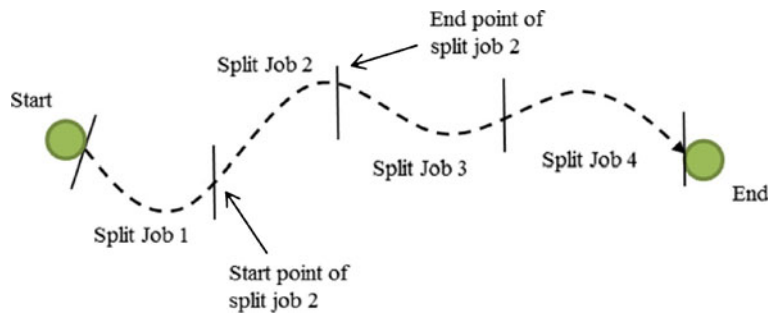 End point of
split job 2
Split Job 2
Start
Split Job 3
Split Job 4
End
Split Job 1
Start point of
split job 2